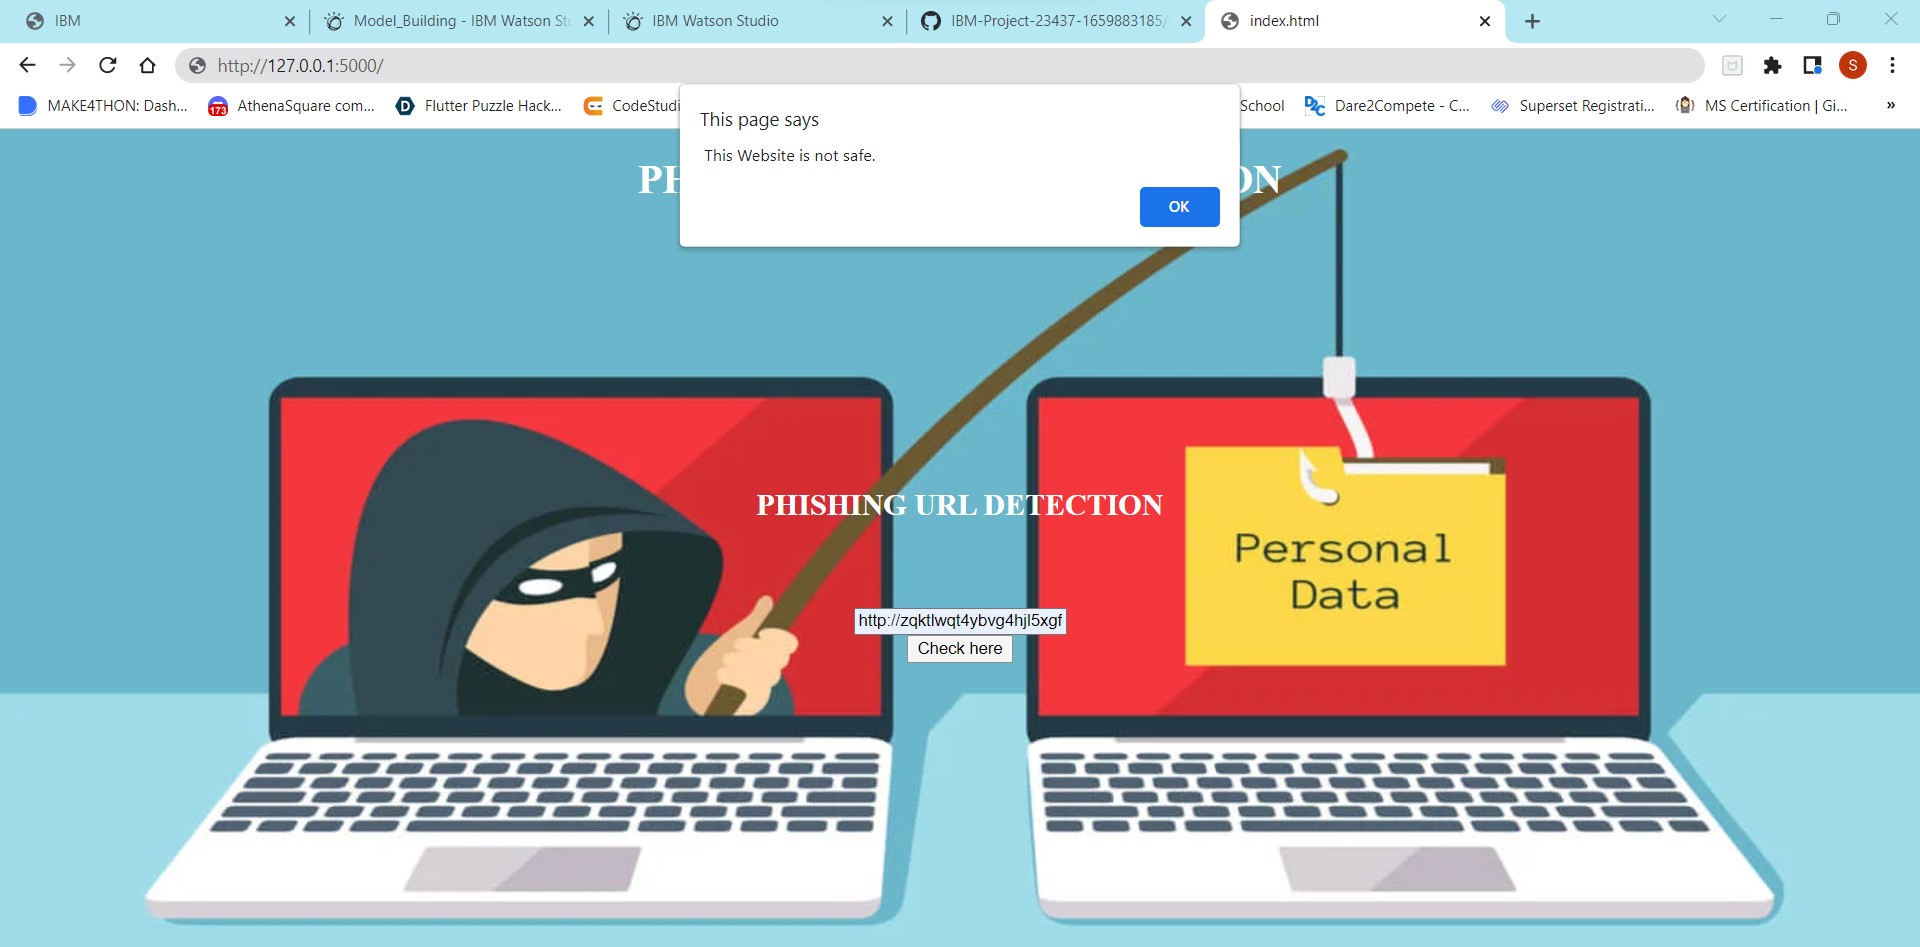 IBM
Model_Building - IBM Watson St
IBM Watson Studio
IBM-Project-23437-1659883185/
index.html
http://127.0.0.1:5000/
S
MAKE4THON: Dash...
173
AthenaSquare com...
D
Flutter Puzzle Hack...
CodeStudi
School
D2C
Dare2Compete - C...
Superset Registrati...
MS Certification | Gi...
»
This page says
This Website is not safe.
OK
PH
ON
PHISHING URL DETECTION
Personal
Data
http://zqktlwqt4ybvg4hjl5xgf
Check here